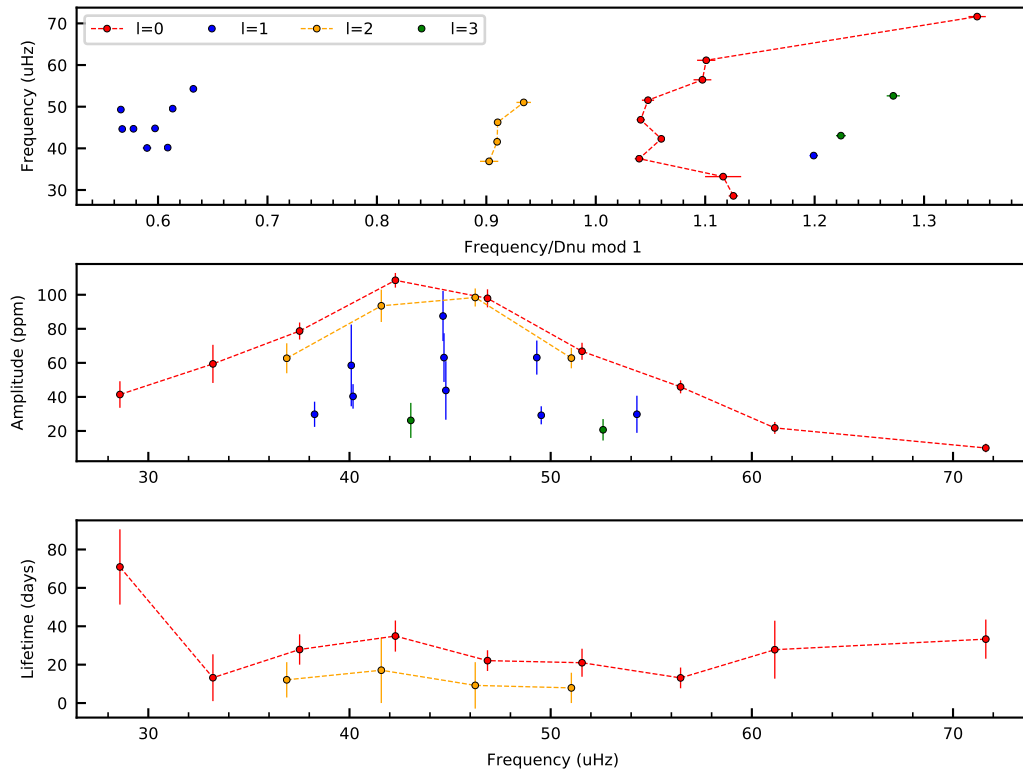 l=0 l=1 l=2 l=3
Frequency (uHz)
70
60
50
40
30
0.6 0.7 0.8 0.9 1.0 1.1 1.2 1.3
Frequency/Dnu mod 1
Amplitude (ppm)
100
80
60
40
20
30 40 50 60 70
Lifetime (days)
80
60
40
20
0
30 40 50 60 70
Frequency (uHz)